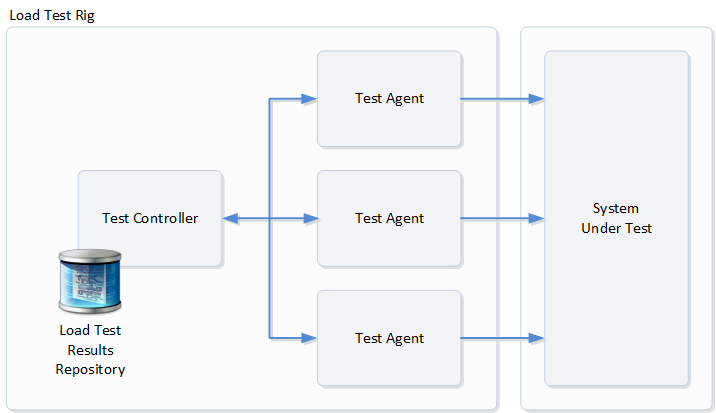 Load Test Rig
Test Agent
Test Controller
Test Agent
System
Under Test
Load Test
Results
Repository
Test Agent